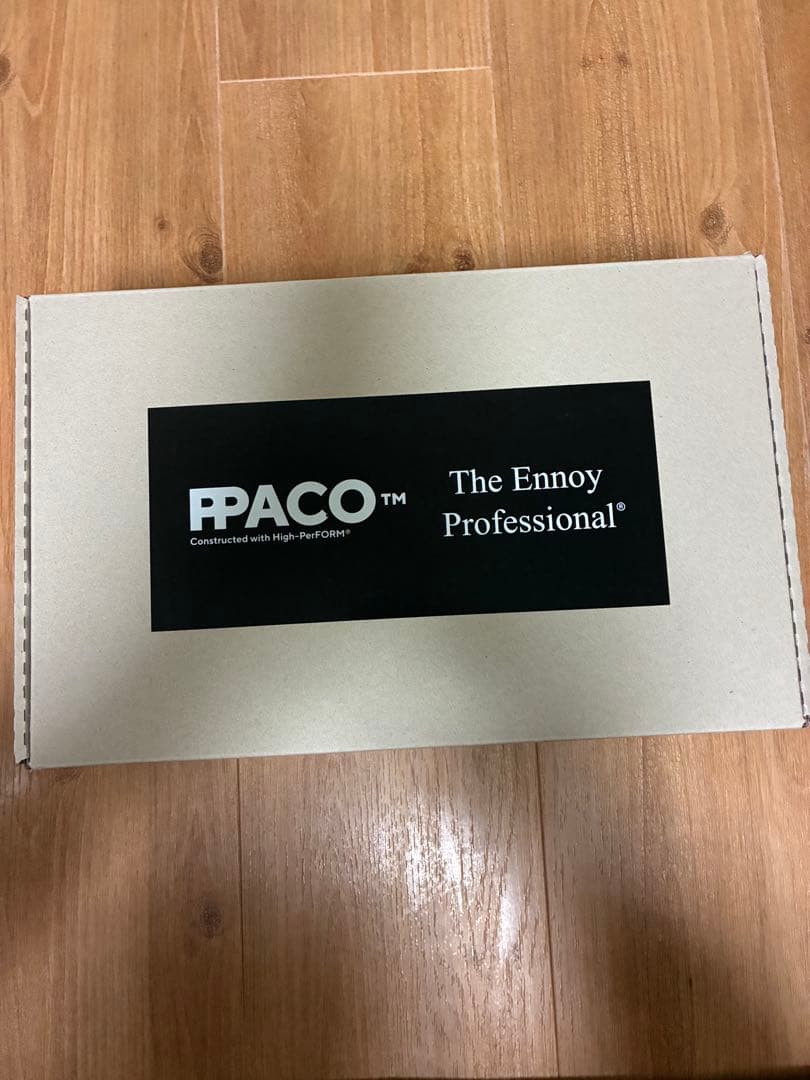 PPACO™
Constructed with High-PerFORM®
The Ennoy
Professional®